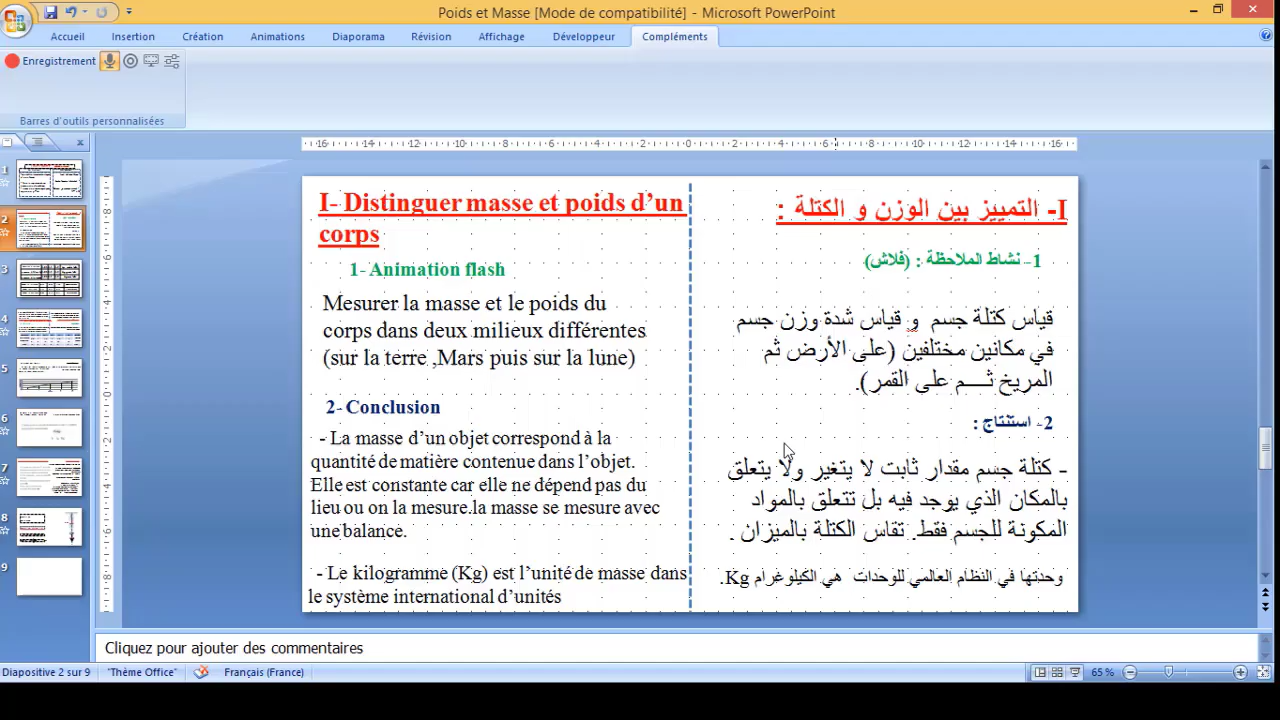 Poids et Masse [Mode de compatibilité] - Microsoft PowerPoint
Accueil Insertion Création Animations Diaporama Révision Affichage Développeur Compléments
Enregistrement
Barres d'outils personnalisées
I- Distinguer masse et poids d’un
corps
1- Animation flash
Mesurer la masse et le poids du
corps dans deux milieux différentes
(sur la terre ,Mars puis sur la lune)
2- Conclusion
- La masse d’un objet correspond à la
quantité de matière contenue dans l’objet.
Elle est constante car elle ne dépend pas du
lieu ou on la mesure.la masse se mesure avec
une balance.
- Le kilogramme (Kg) est l’unité de masse dans
le système international d’unités
I- التمييز بين الوزن و الكتلة :
1- نشاط الملاحظة : (فلاش)
قياس كتلة جسم و قياس شدة وزن جسم
في مكانين مختلفين (على الأرض ثم
المريخ ثـــم على القمر).
2- استنتاج :
- كتلة جسم مقدار ثابت لا يتغير ولا يتعلق
بالمكان الذي يوجد فيه بل تتعلق بالمواد
المكونة للجسم فقط. تقاس الكتلة بالميزان .
وحدتها في النظام العالمي للوحدات هي الكيلوغرام Kg.
Cliquez pour ajouter des commentaires
Diapositive 2 sur 9 "Thème Office" Français (France) 65 %